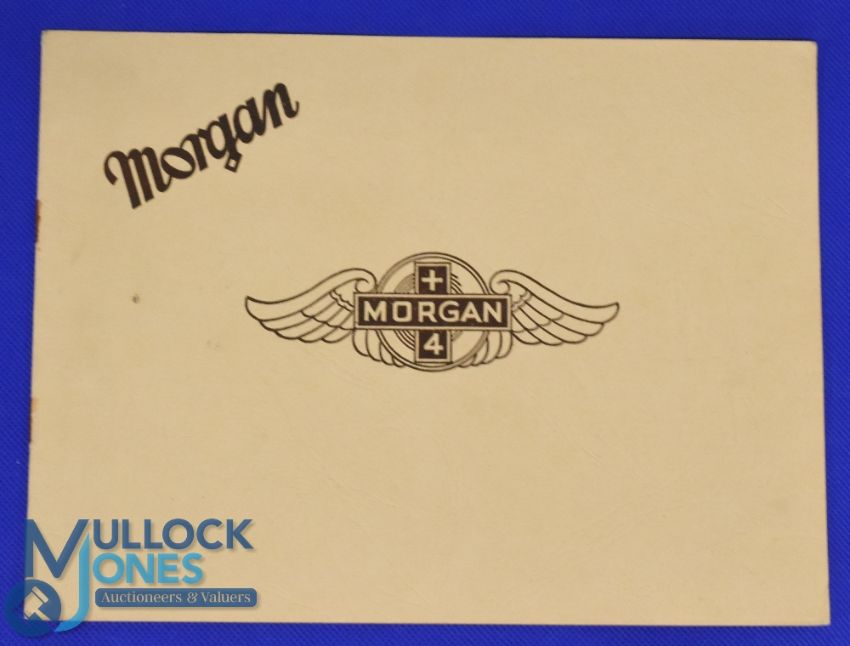 Morgan
+
MORGAN
4
MULLOCK
JONES
Auctioneers & Valuers